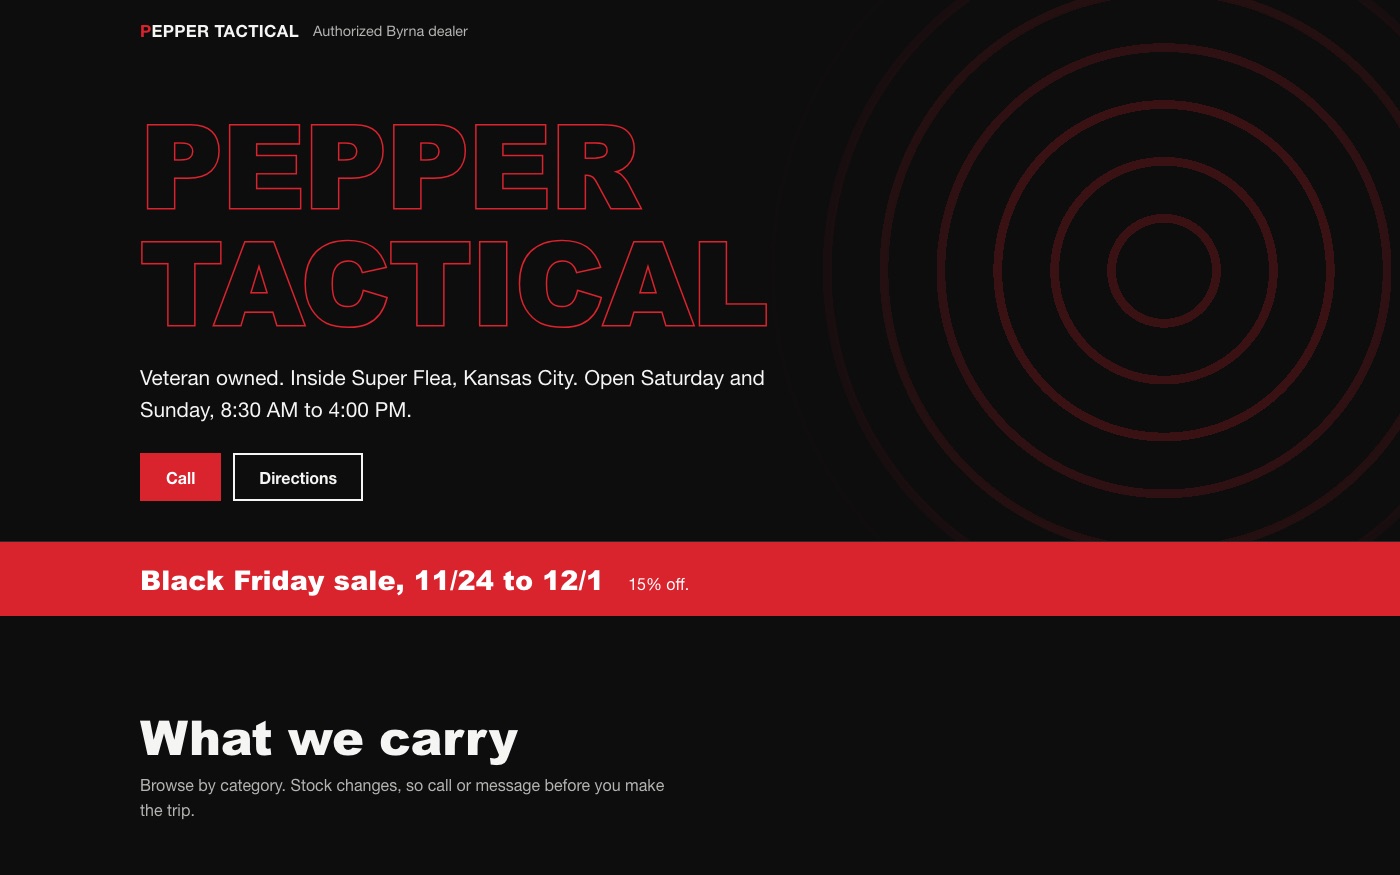 PEPPER TACTICAL Authorized Byrna dealer
PEPPER
TACTICAL
Veteran owned. Inside Super Flea, Kansas City. Open Saturday and
Sunday, 8:30 AM to 4:00 PM.
Call Directions
Black Friday sale, 11/24 to 12/1 15% off.
What we carry
Browse by category. Stock changes, so call or message before you make
the trip.